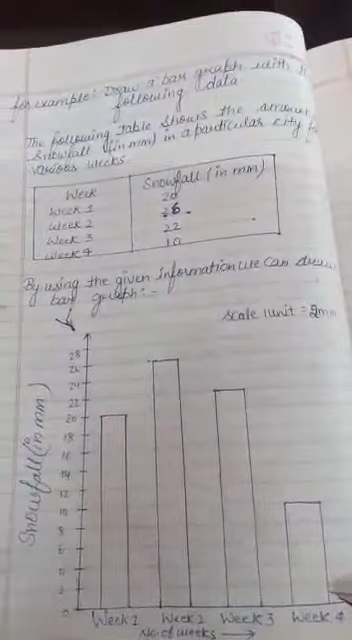 for example: Draw a bar graph with
following data
The following table shows the amount
snowfall (in mm) in a particular city
various weeks
Week Snowfall (in mm)
Week 1 20
Week 2 26
Week 3 22
Week 4 10
By using the given information we can draw
bar graph:-
scale 1 unit = 2mm
Snowfall (in mm)
28
26
24
22
20
18
16
14
12
10
8
6
4
2
0
Week 1 Week 2 Week 3 Week 4
No. of weeks